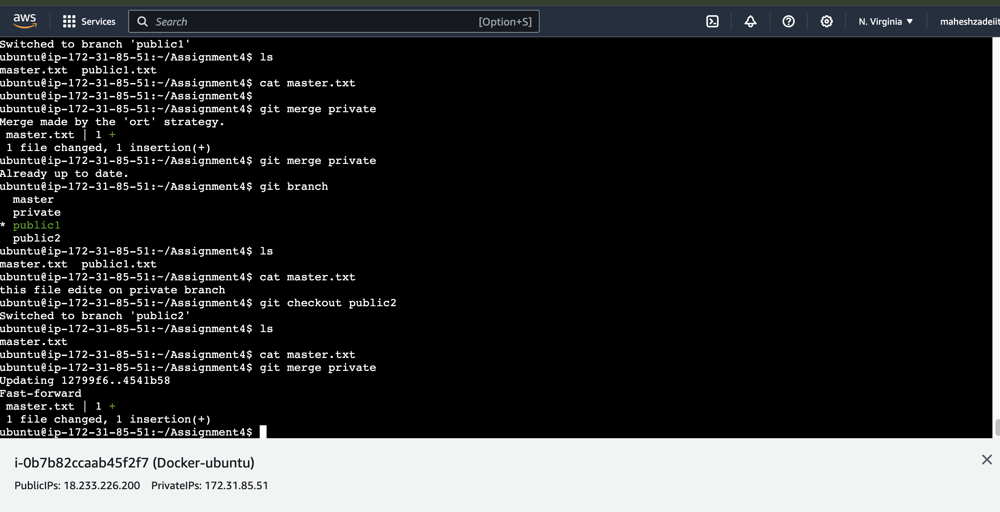 aws Services Search [Option+S] N. Virginia maheshzadeiit
Switched to branch 'public1'
ubuntu@ip-172-31-85-51:~/Assignment4$ ls
master.txt  public1.txt
ubuntu@ip-172-31-85-51:~/Assignment4$ cat master.txt
ubuntu@ip-172-31-85-51:~/Assignment4$
ubuntu@ip-172-31-85-51:~/Assignment4$ git merge private
Merge made by the 'ort' strategy.
 master.txt | 1 +
 1 file changed, 1 insertion(+)
ubuntu@ip-172-31-85-51:~/Assignment4$ git merge private
Already up to date.
ubuntu@ip-172-31-85-51:~/Assignment4$ git branch
  master
  private
* public1
  public2
ubuntu@ip-172-31-85-51:~/Assignment4$ ls
master.txt  public1.txt
ubuntu@ip-172-31-85-51:~/Assignment4$ cat master.txt
this file edite on private branch
ubuntu@ip-172-31-85-51:~/Assignment4$ git checkout public2
Switched to branch 'public2'
ubuntu@ip-172-31-85-51:~/Assignment4$ ls
master.txt
ubuntu@ip-172-31-85-51:~/Assignment4$ cat master.txt
ubuntu@ip-172-31-85-51:~/Assignment4$ git merge private
Updating 12799f6..4541b58
Fast-forward
 master.txt | 1 +
 1 file changed, 1 insertion(+)
ubuntu@ip-172-31-85-51:~/Assignment4$
i-0b7b82ccaab45f2f7 (Docker-ubuntu)
PublicIPs: 18.233.226.200 PrivateIPs: 172.31.85.51